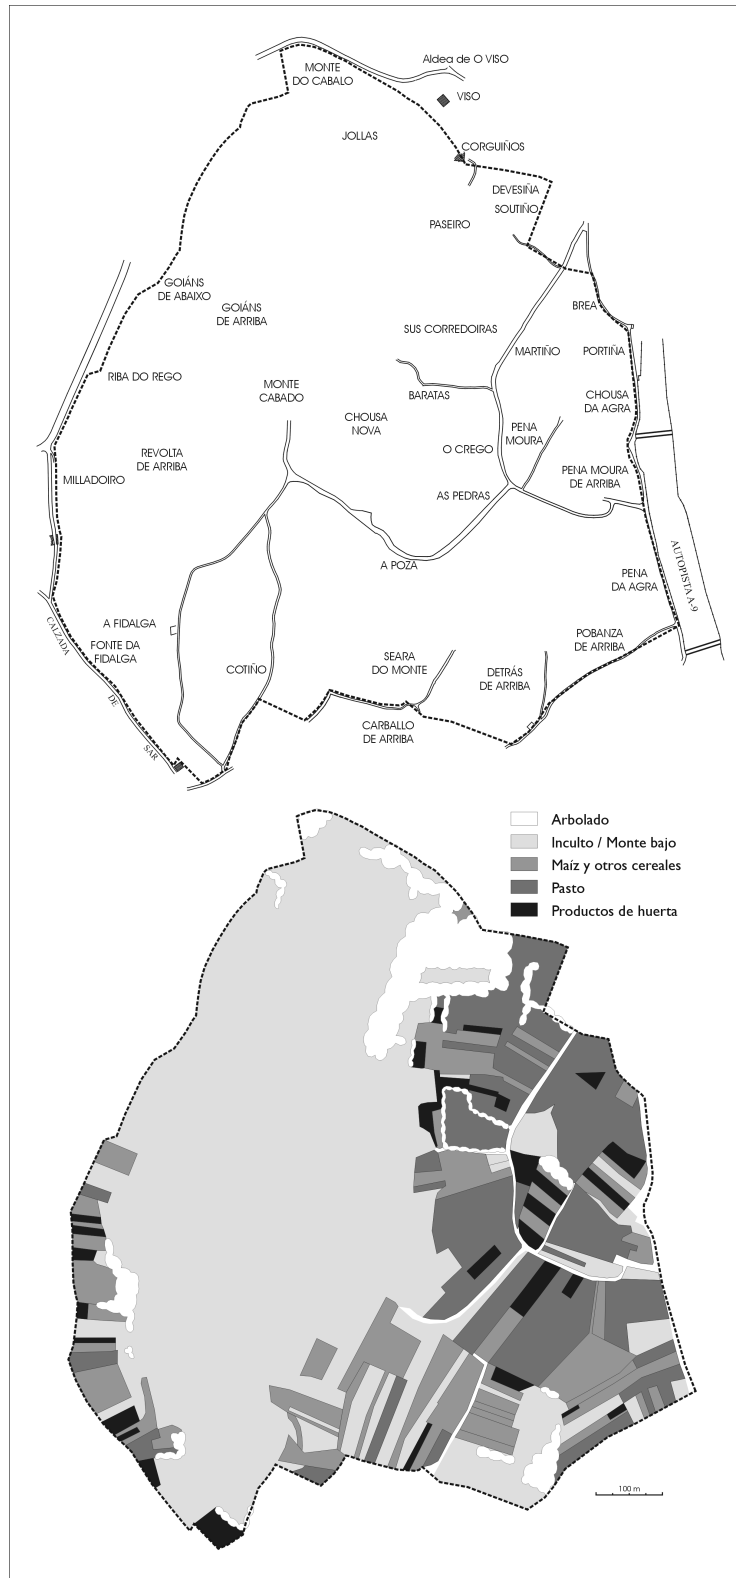 Aldea de O VISO
MONTE
DO CABALO
VISO
JOLLAS
CORGUIÑOS
DEVESIÑA
SOUTIÑO
PASEIRO
GOIÁNS
DE ABAIXO
GOIÁNS
DE ARRIBA
BREA
SUS CORREDOIRAS
MARTIÑO
PORTIÑA
RIBA DO REGO
MONTE
CABADO
BARATAS
CHOUSA
DA AGRA
CHOUSA
NOVA
PENA
MOURA
O CREGO
REVOLTA
DE ARRIBA
MILLADOIRO
PENA MOURA
DE ARRIBA
AS PEDRAS
A POZA
AUTOPISTA A-9
PENA
DA AGRA
A FIDALGA
CALZADA
FONTE DA
FIDALGA
POBANZA
DE ARRIBA
COTIÑO
SEARA
DO MONTE
DETRÁS
DE ARRIBA
DE
CARBALLO
DE ARRIBA
SAR
Arbolado
Inculto / Monte bajo
Maíz y otros cereales
Pasto
Productos de huerta
100 m